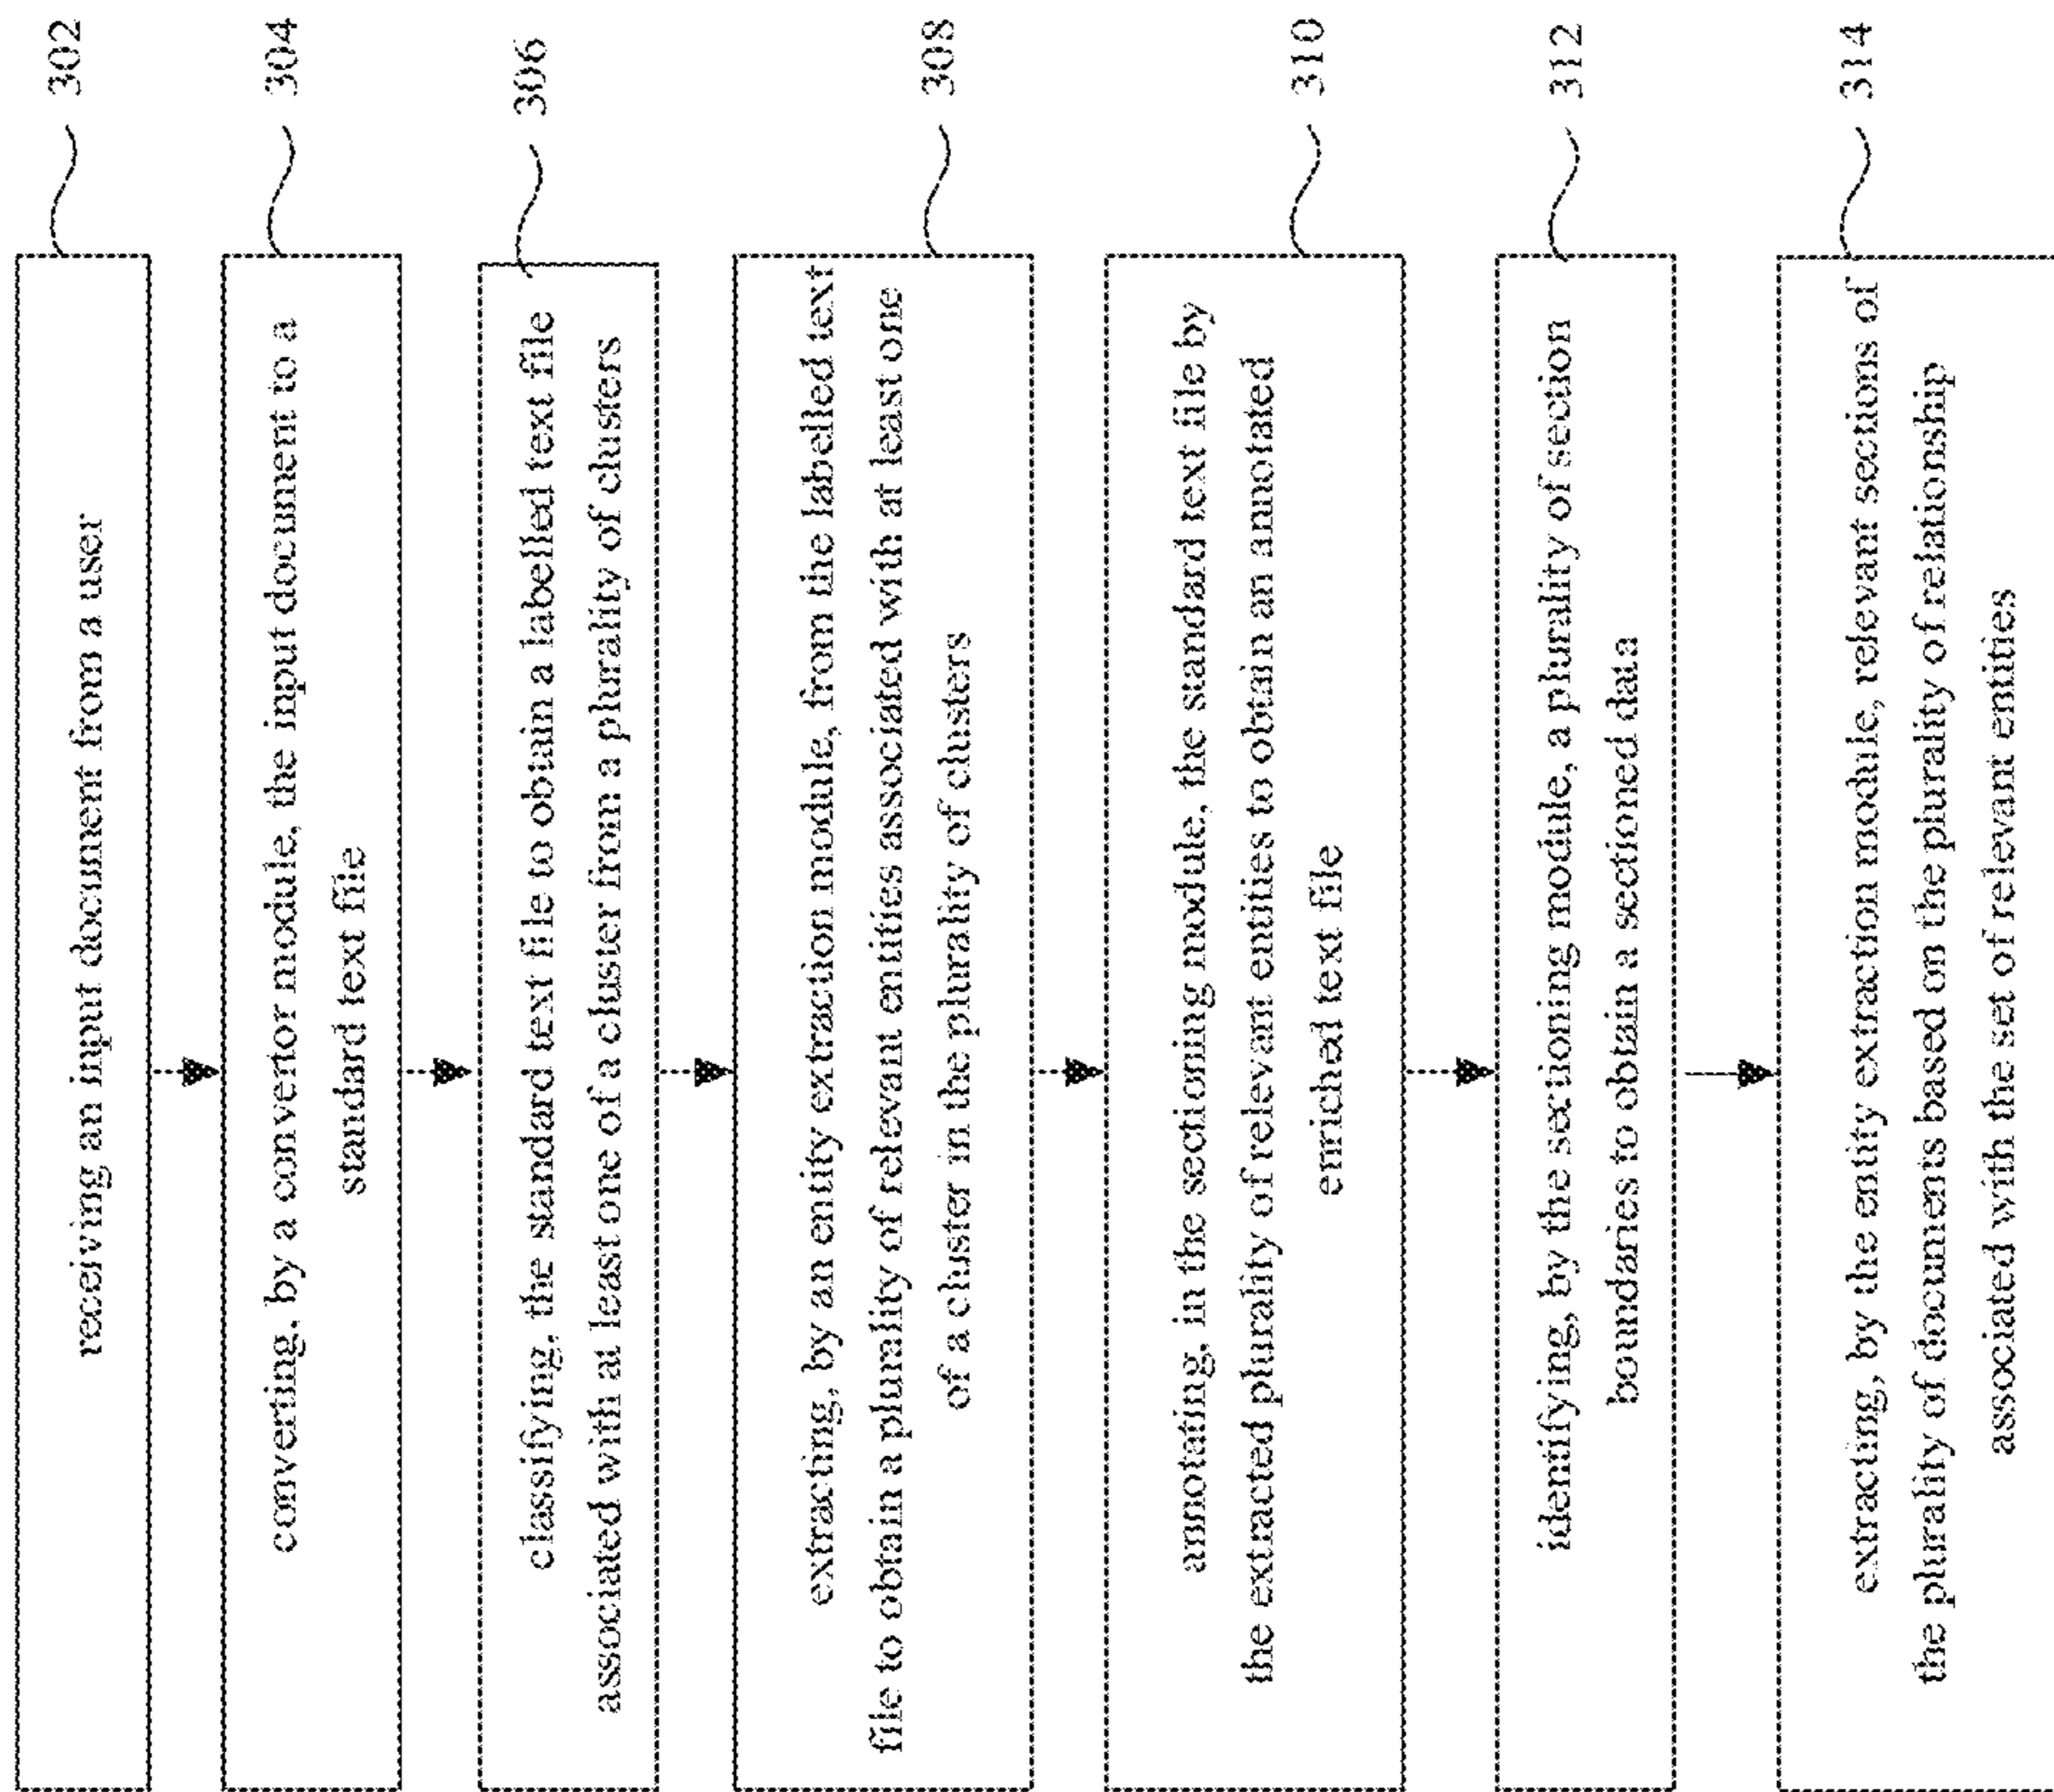 receiving an input document from a user
302
converting, by a convertor module, the input document to a
standard text file
304
classifying, the standard text file to obtain a labelled text file
associated with at least one of a cluster from a plurality of clusters
306
extracting, by an entity extraction module, from the labelled text
file to obtain a plurality of relevant entities associated with at least one
of a cluster in the plurality of clusters
308
annotating, in the sectioning module, the standard text file by
the extracted plurality of relevant entities to obtain an annotated
enriched text file
310
identifying, by the sectioning module, a plurality of section
boundaries to obtain a sectioned data
312
extracting, by the entity extraction module, relevant sections of
the plurality of documents based on the plurality of relationship
associated with the set of relevant entities
314